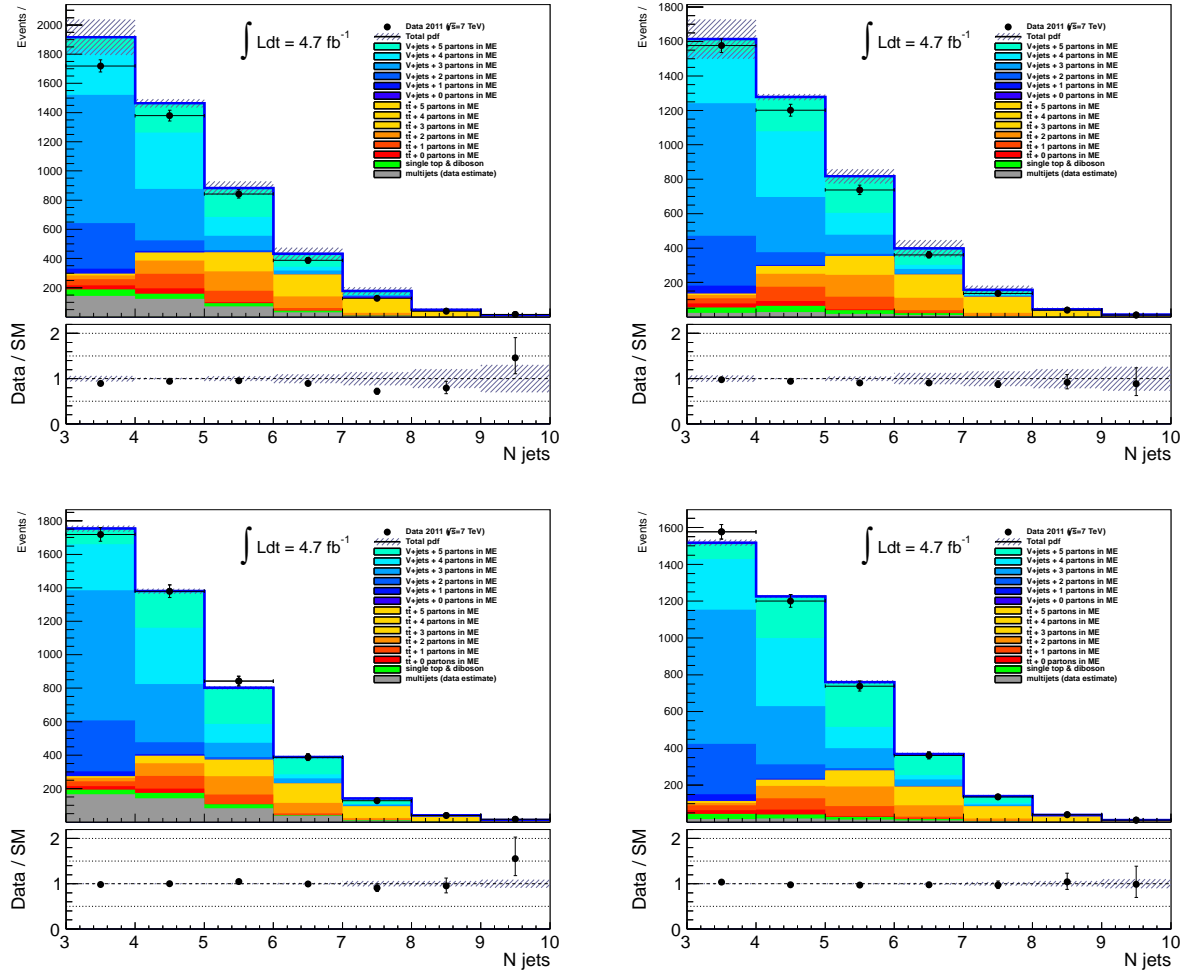 Events /
2000
1800
1600
1400
1200
1000
800
600
400
200
∫ Ldt = 4.7 fb⁻¹
Data 2011 (√s=7 TeV)
Total pdf
V+jets + 5 partons in ME
V+jets + 4 partons in ME
V+jets + 3 partons in ME
V+jets + 2 partons in ME
V+jets + 1 partons in ME
V+jets + 0 partons in ME
tt̄ + 5 partons in ME
tt̄ + 4 partons in ME
tt̄ + 3 partons in ME
tt̄ + 2 partons in ME
tt̄ + 1 partons in ME
tt̄ + 0 partons in ME
single top & diboson
multijets (data estimate)
Data / SM
2
1
0
3 4 5 6 7 8 9 10
N jets
Events /
1800
1600
1400
1200
1000
800
600
400
200
∫ Ldt = 4.7 fb⁻¹
Data 2011 (√s=7 TeV)
Total pdf
V+jets + 5 partons in ME
V+jets + 4 partons in ME
V+jets + 3 partons in ME
V+jets + 2 partons in ME
V+jets + 1 partons in ME
V+jets + 0 partons in ME
tt̄ + 5 partons in ME
tt̄ + 4 partons in ME
tt̄ + 3 partons in ME
tt̄ + 2 partons in ME
tt̄ + 1 partons in ME
tt̄ + 0 partons in ME
single top & diboson
multijets (data estimate)
Data / SM
2
1
0
3 4 5 6 7 8 9 10
N jets
Events /
1800
1600
1400
1200
1000
800
600
400
200
∫ Ldt = 4.7 fb⁻¹
Data 2011 (√s=7 TeV)
Total pdf
V+jets + 5 partons in ME
V+jets + 4 partons in ME
V+jets + 3 partons in ME
V+jets + 2 partons in ME
V+jets + 1 partons in ME
V+jets + 0 partons in ME
tt̄ + 5 partons in ME
tt̄ + 4 partons in ME
tt̄ + 3 partons in ME
tt̄ + 2 partons in ME
tt̄ + 1 partons in ME
tt̄ + 0 partons in ME
single top & diboson
multijets (data estimate)
Data / SM
2
1
0
3 4 5 6 7 8 9 10
N jets
Events /
1600
1400
1200
1000
800
600
400
200
∫ Ldt = 4.7 fb⁻¹
Data 2011 (√s=7 TeV)
Total pdf
V+jets + 5 partons in ME
V+jets + 4 partons in ME
V+jets + 3 partons in ME
V+jets + 2 partons in ME
V+jets + 1 partons in ME
V+jets + 0 partons in ME
tt̄ + 5 partons in ME
tt̄ + 4 partons in ME
tt̄ + 3 partons in ME
tt̄ + 2 partons in ME
tt̄ + 1 partons in ME
tt̄ + 0 partons in ME
single top & diboson
multijets (data estimate)
Data / SM
2
1
0
3 4 5 6 7 8 9 10
N jets